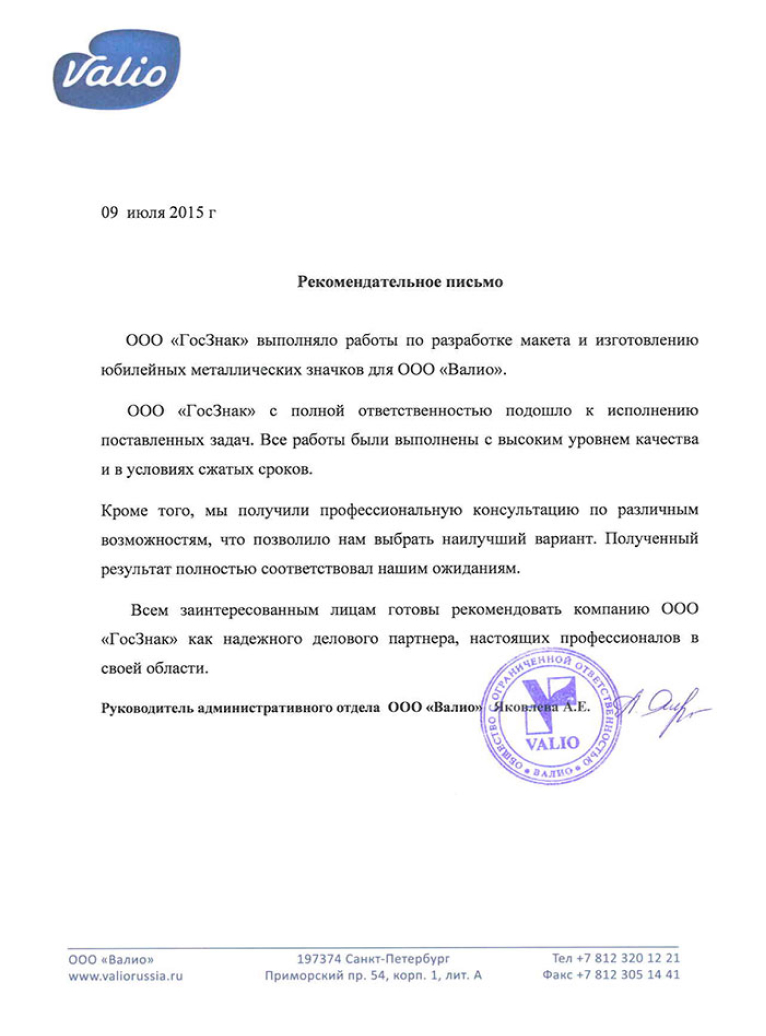 Valio
09 июля 2015 г
Рекомендательное письмо
ООО «ГосЗнак» выполняло работы по разработке макета и изготовлению
юбилейных металлических значков для ООО «Валио».
ООО «ГосЗнак» с полной ответственностью подошло к исполнению
поставленных задач. Все работы были выполнены с высоким уровнем качества
и в условиях сжатых сроков.
Кроме того, мы получили профессиональную консультацию по различным
возможностям, что позволило нам выбрать наилучший вариант. Полученный
результат полностью соответствовал нашим ожиданиям.
Всем заинтересованным лицам готовы рекомендовать компанию ООО
«ГосЗнак» как надежного делового партнера, настоящих профессионалов в
своей области.
Руководитель административного отдела ООО «Валио» Яковлева А.Е.
ОБЩЕСТВО С ОГРАНИЧЕННОЙ ОТВЕТСТВЕННОСТЬЮ
VALIO
ВАЛИО
ООО «Валио» 197374 Санкт-Петербург Тел +7 812 320 12 21
www.valiorussia.ru Приморский пр. 54, корп. 1, лит. А Факс +7 812 305 14 41